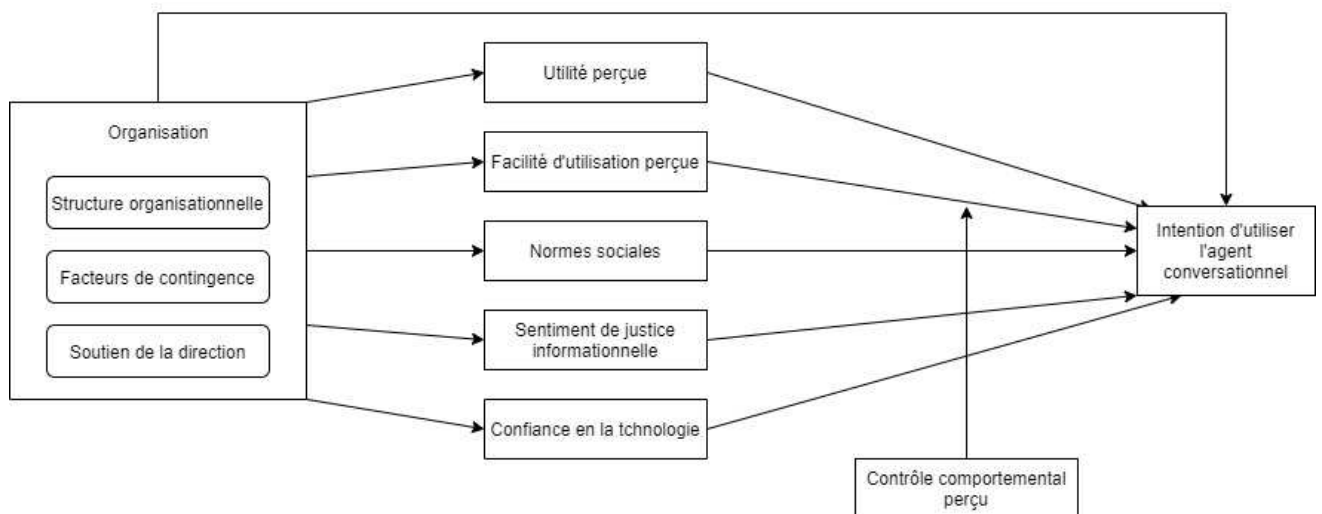 Organisation
Structure organisationnelle
Facteurs de contingence
Soutien de la direction
Utilité perçue
Facilité d'utilisation perçue
Normes sociales
Sentiment de justice
informationnelle
Confiance en la tchnologie
Contrôle comportemental
perçu
Intention d'utiliser
l'agent
conversationnel